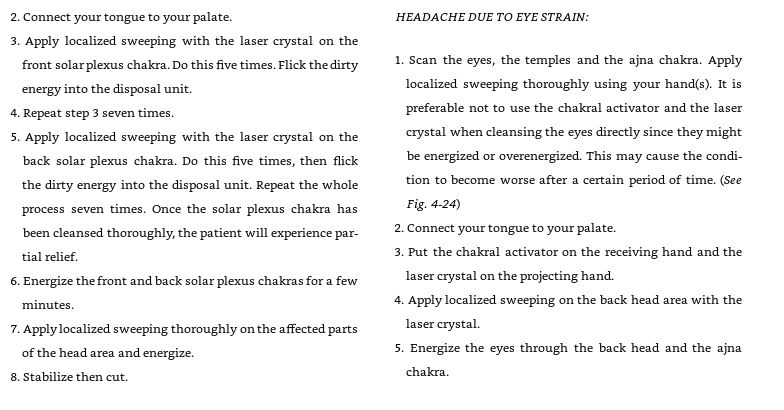 2. Connect your tongue to your palate.
3. Apply localized sweeping with the laser crystal on the
front solar plexus chakra. Do this five times. Flick the dirty
energy into the disposal unit.
4. Repeat step 3 seven times.
5. Apply localized sweeping with the laser crystal on the
back solar plexus chakra. Do this five times, then flick
the dirty energy into the disposal unit. Repeat the whole
process seven times. Once the solar plexus chakra has
been cleansed thoroughly, the patient will experience par-
tial relief.
6. Energize the front and back solar plexus chakras for a few
minutes.
7. Apply localized sweeping thoroughly on the affected parts
of the head area and energize.
8. Stabilize then cut.
HEADACHE DUE TO EYE STRAIN:
1. Scan the eyes, the temples and the ajna chakra. Apply
localized sweeping thoroughly using your hand(s). It is
preferable not to use the chakral activator and the laser
crystal when cleansing the eyes directly since they might
be energized or overenergized. This may cause the condi-
tion to become worse after a certain period of time. (See
Fig. 4-24)
2. Connect your tongue to your palate.
3. Put the chakral activator on the receiving hand and the
laser crystal on the projecting hand.
4. Apply localized sweeping on the back head area with the
laser crystal.
5. Energize the eyes through the back head and the ajna
chakra.